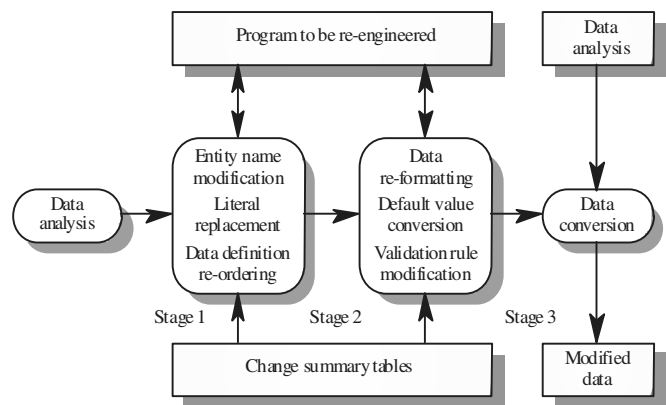 Program to be re-engineered
Data
analysis
Entity name
modification
Literal
replacement
Data definition
re-ordering
Data
re-formatting
Default value
conversion
Validation rule
modification
Data
analysis
Data
conversion
Stage 1
Stage 2
Stage 3
Change summary tables
Modified
data